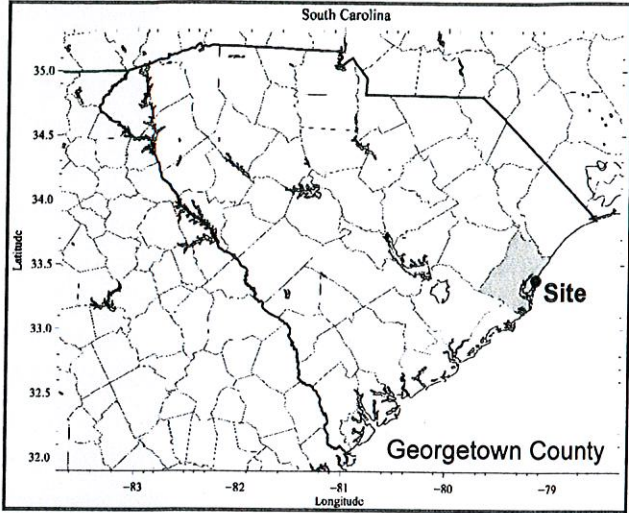 South Carolina
35.0
34.5
34.0
33.5
33.0
32.5
32.0
Latitude
Site
Georgetown County
−83
−82
−81
−80
−79
Longitude